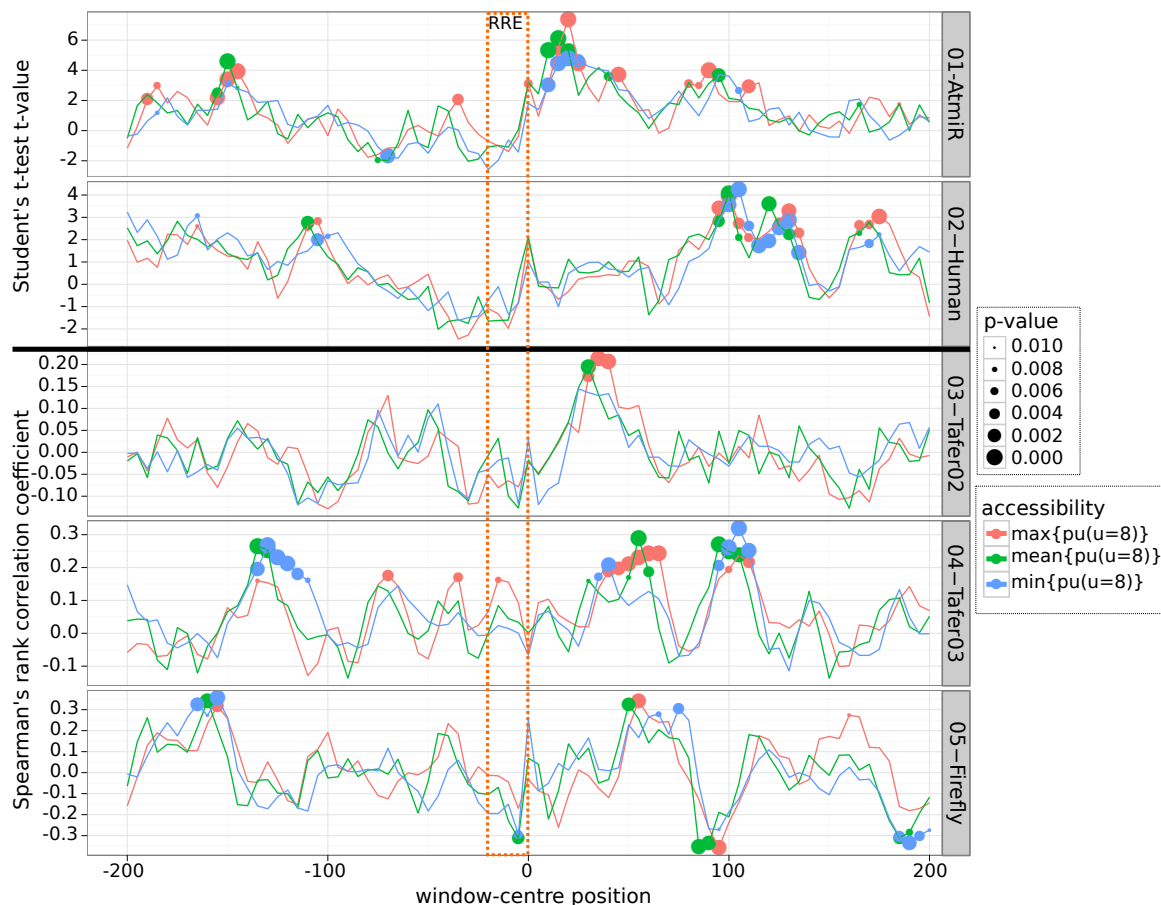 RRE
Student's t-test t-value
6
4
2
0
-2
01-AtmiR
4
3
2
1
0
-1
-2
02−Human
Spearman's rank correlation coefficient
0.20
0.15
0.10
0.05
0.00
-0.05
-0.10
03−Tafer02
0.3
0.2
0.1
0.0
-0.1
04−Tafer03
0.3
0.2
0.1
0.0
-0.1
-0.2
-0.3
05−Firefly
-200 -100 0 100 200
window-centre position
p-value
0.010
0.008
0.006
0.004
0.002
0.000
accessibility
max{pu(u=8)}
mean{pu(u=8)}
min{pu(u=8)}